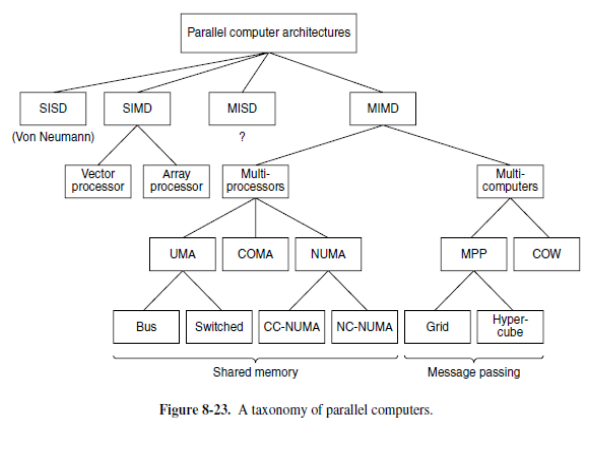 Parallel computer architectures
SISD
SIMD
MISD
MIMD
(Von Neumann)
?
Vector
processor
Array
processor
Multi-
processors
Multi-
computers
UMA
COMA
NUMA
MPP
COW
Bus
Switched
CC-NUMA
NC-NUMA
Grid
Hyper-
cube
Shared memory
Message passing
Figure 8-23. A taxonomy of parallel computers.